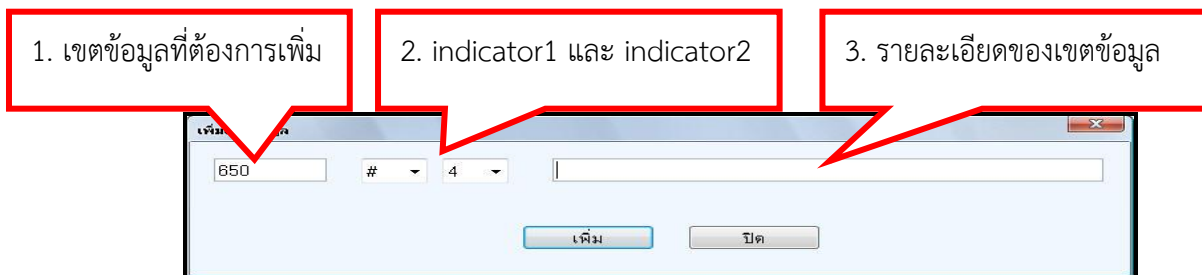 1. เขตข้อมูลที่ต้องการเพิ่ม
2. indicator1 และ indicator2
3. รายละเอียดของเขตข้อมูล
650
#
4
เพิ่ม
ปิด